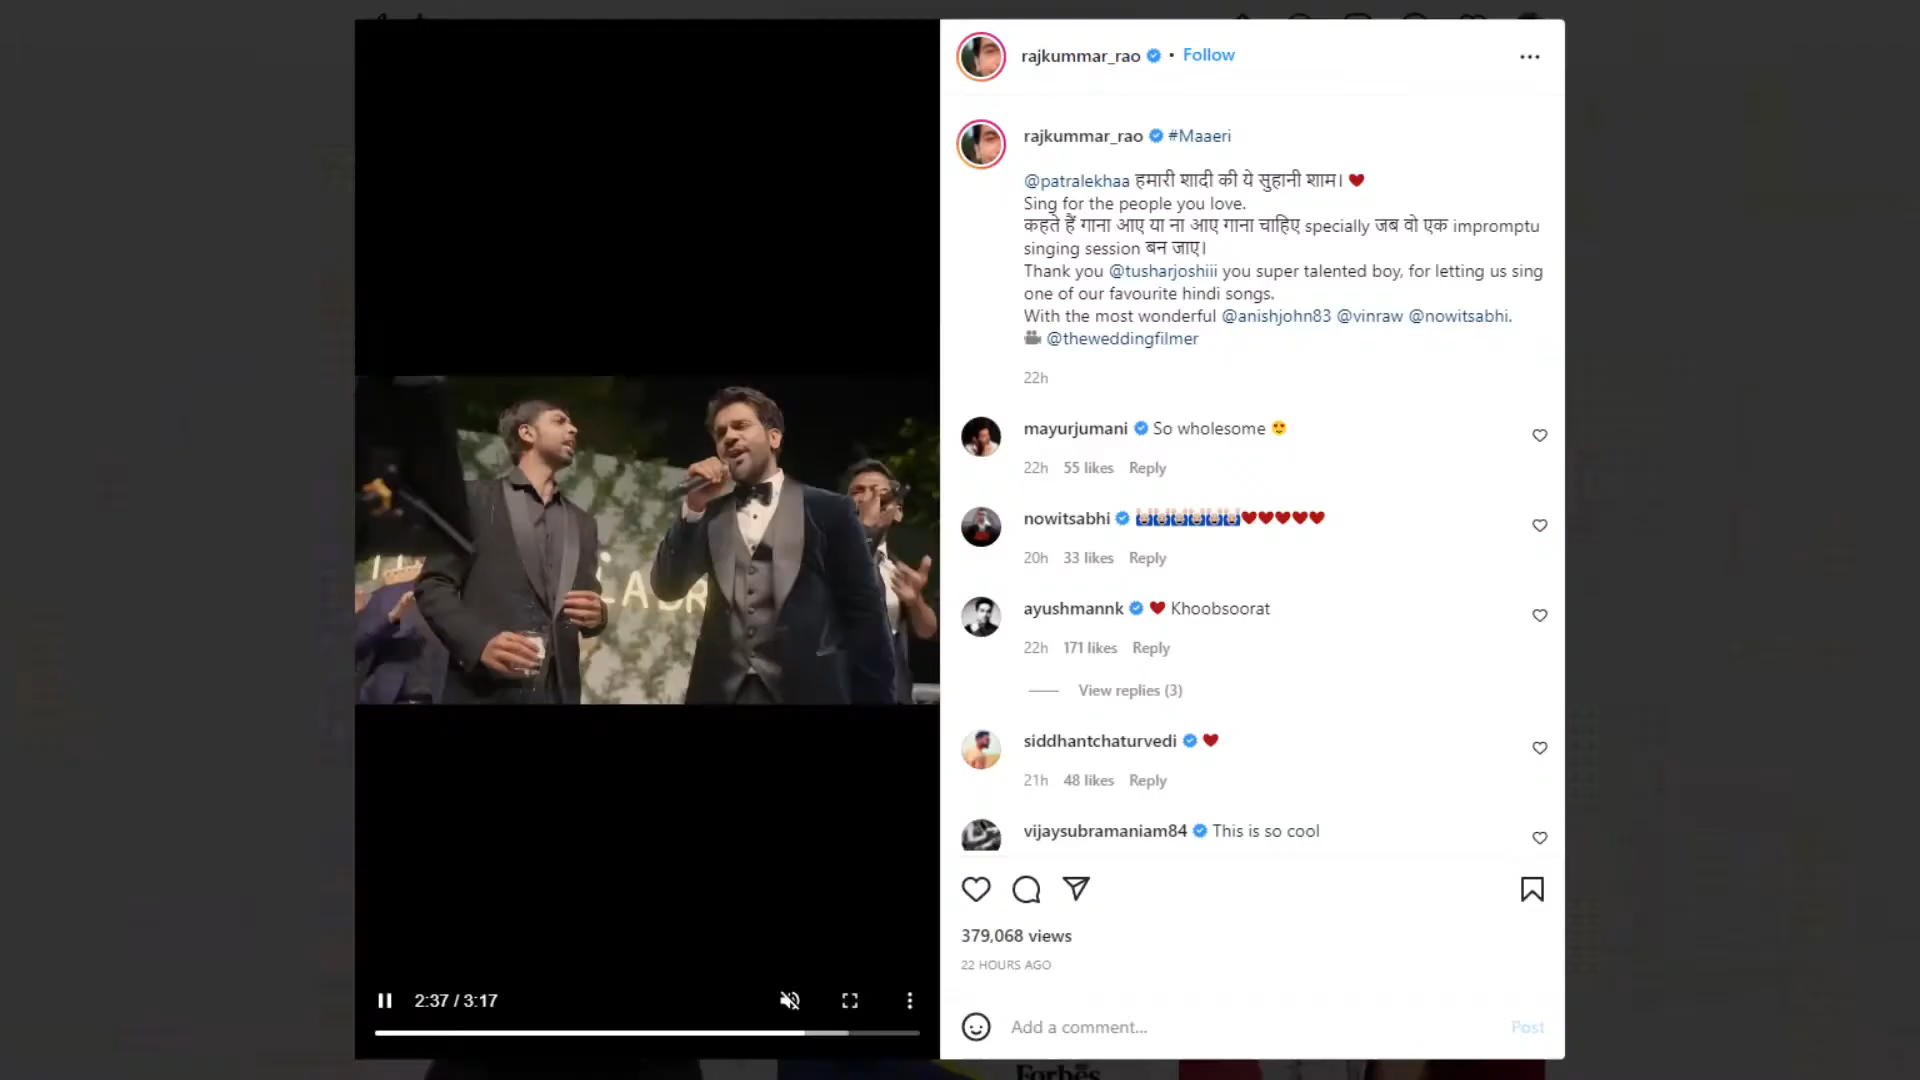 rajkummar_rao • Follow
rajkummar_rao #Maaeri
@patralekhaa हमारी शादी की ये सुहानी शाम। ❤
Sing for the people you love.
कहते हैं गाना आए या ना आए गाना चाहिए specially जब वो एक impromptu
singing session बन जाए।
Thank you @tusharjoshiii you super talented boy, for letting us sing
one of our favourite hindi songs.
With the most wonderful @anishjohn83 @vinraw @nowitsabhi.
🎥 @theweddingfilmer
22h
mayurjumani So wholesome 😍
22h 55 likes Reply
nowitsabhi 🙌🙌🙌🙌🙌🙌❤❤❤❤❤
20h 33 likes Reply
ayushmannk ❤ Khoobsoorat
22h 171 likes Reply
View replies (3)
siddhantchaturvedi ❤
21h 48 likes Reply
vijaysubramaniam84 This is so cool
379,068 views
22 HOURS AGO
2:37 / 3:17
Add a comment...
Post
Forbes